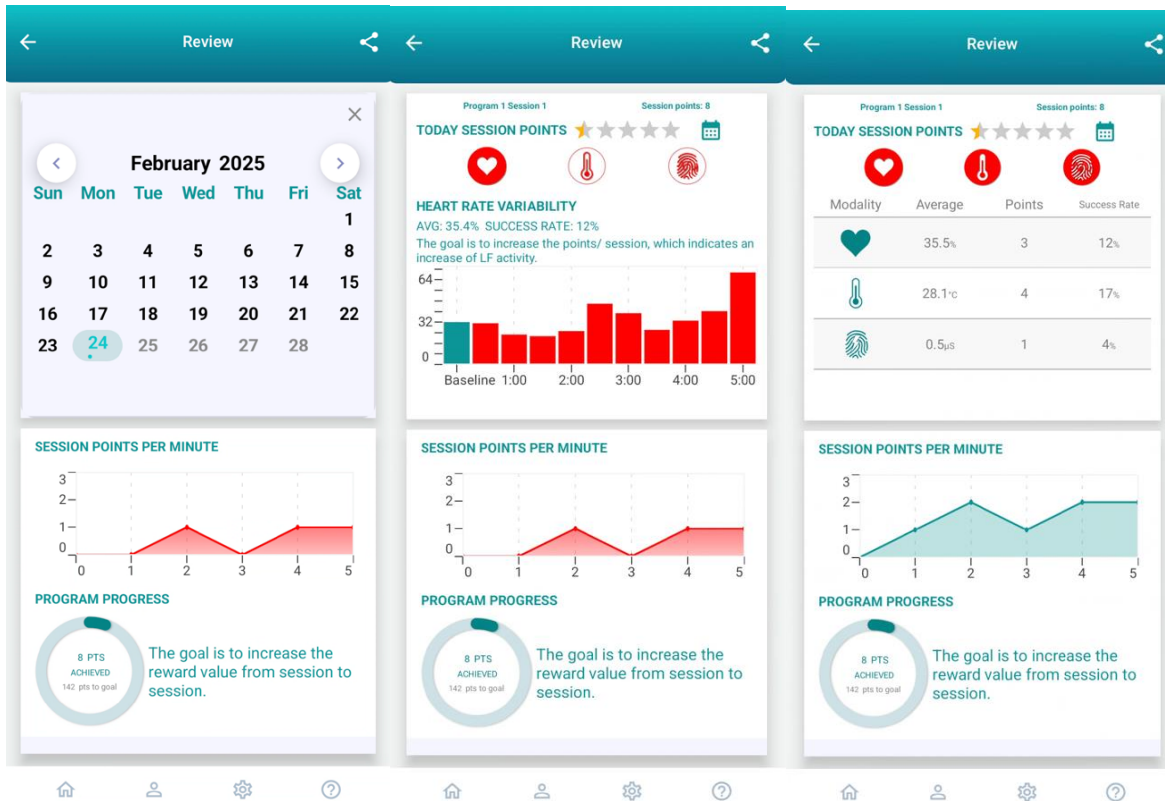 Review
February 2025
Sun Mon Tue Wed Thu Fri Sat
1
2 3 4 5 6 7 8
9 10 11 12 13 14 15
16 17 18 19 20 21 22
23 24 25 26 27 28
SESSION POINTS PER MINUTE
3
2
1
0
0 1 2 3 4 5
PROGRAM PROGRESS
8 PTS
ACHIEVED
142 pts to goal
The goal is to increase the
reward value from session to
session.
Review
Program 1 Session 1 Session points: 8
TODAY SESSION POINTS
HEART RATE VARIABILITY
AVG: 35.4% SUCCESS RATE: 12%
The goal is to increase the points/ session, which indicates an
increase of LF activity.
64
32
0
Baseline 1:00 2:00 3:00 4:00 5:00
SESSION POINTS PER MINUTE
3
2
1
0
0 1 2 3 4 5
PROGRAM PROGRESS
8 PTS
ACHIEVED
142 pts to goal
The goal is to increase the
reward value from session to
session.
Review
Program 1 Session 1 Session points: 8
TODAY SESSION POINTS
Modality Average Points Success Rate
35.5% 3 12%
28.1°C 4 17%
0.5µS 1 4%
SESSION POINTS PER MINUTE
3
2
1
0
0 1 2 3 4 5
PROGRAM PROGRESS
8 PTS
ACHIEVED
142 pts to goal
The goal is to increase the
reward value from session to
session.